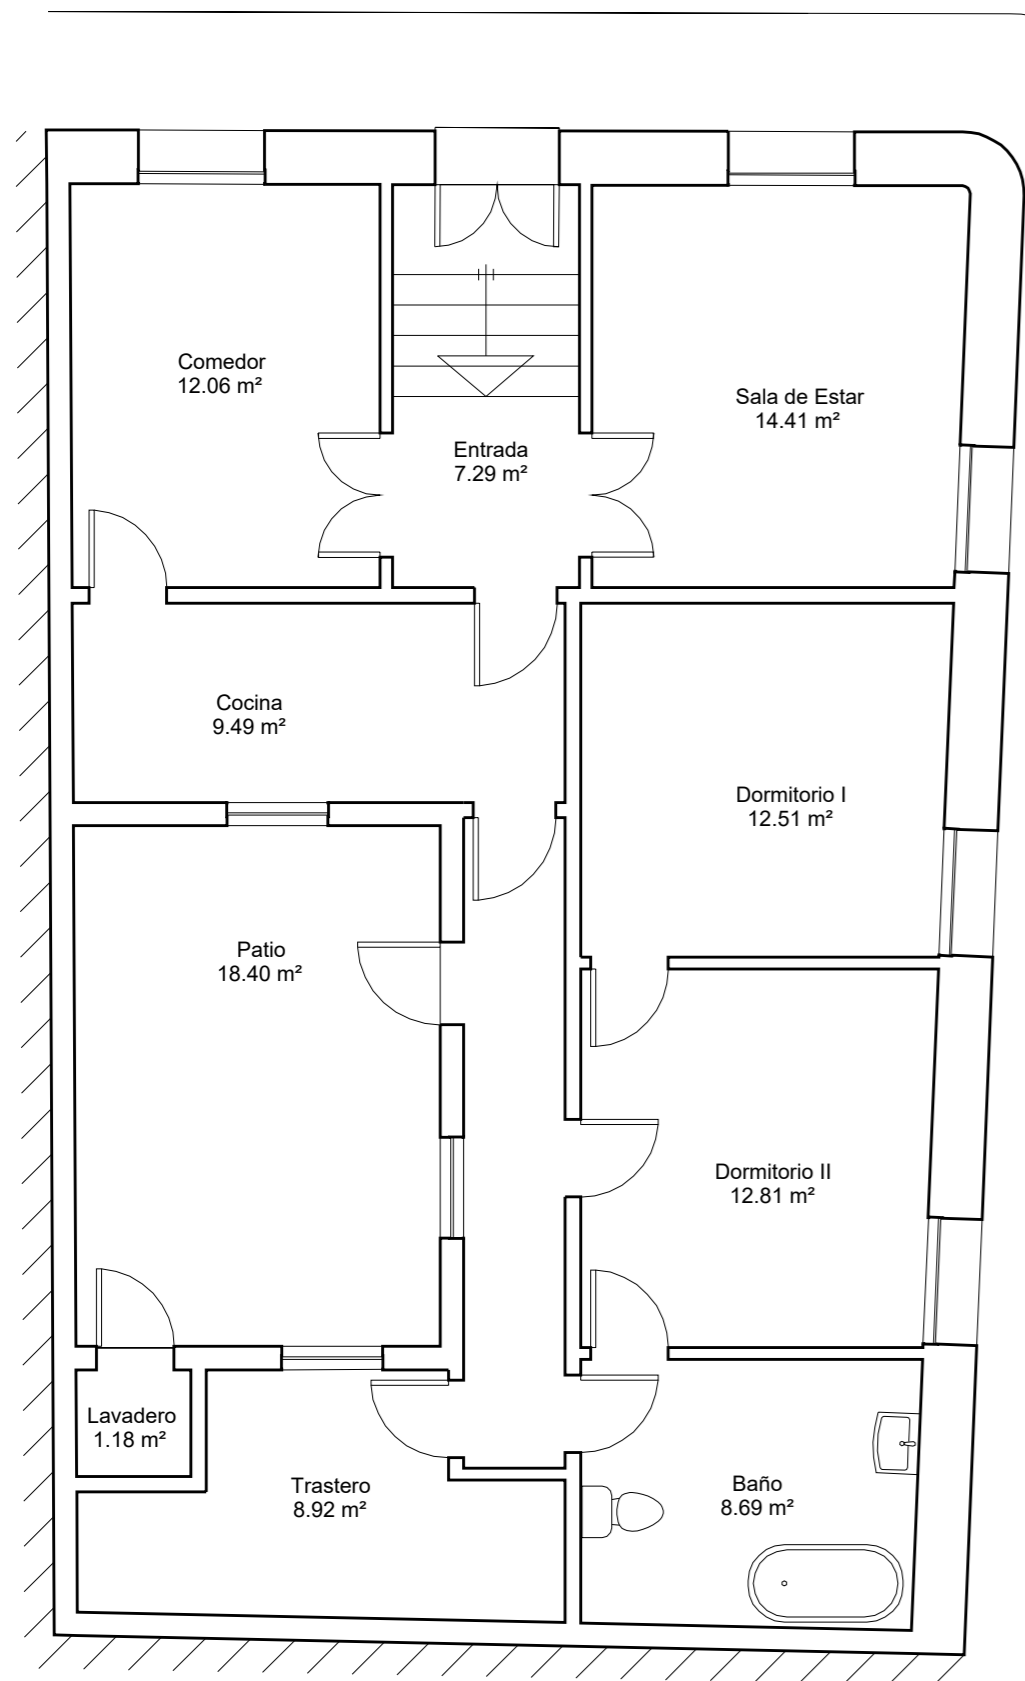 Comedor
12.06 m²
Sala de Estar
14.41 m²
Entrada
7.29 m²
Cocina
9.49 m²
Dormitorio I
12.51 m²
Patio
18.40 m²
Dormitorio II
12.81 m²
Lavadero
1.18 m²
Trastero
8.92 m²
Baño
8.69 m²